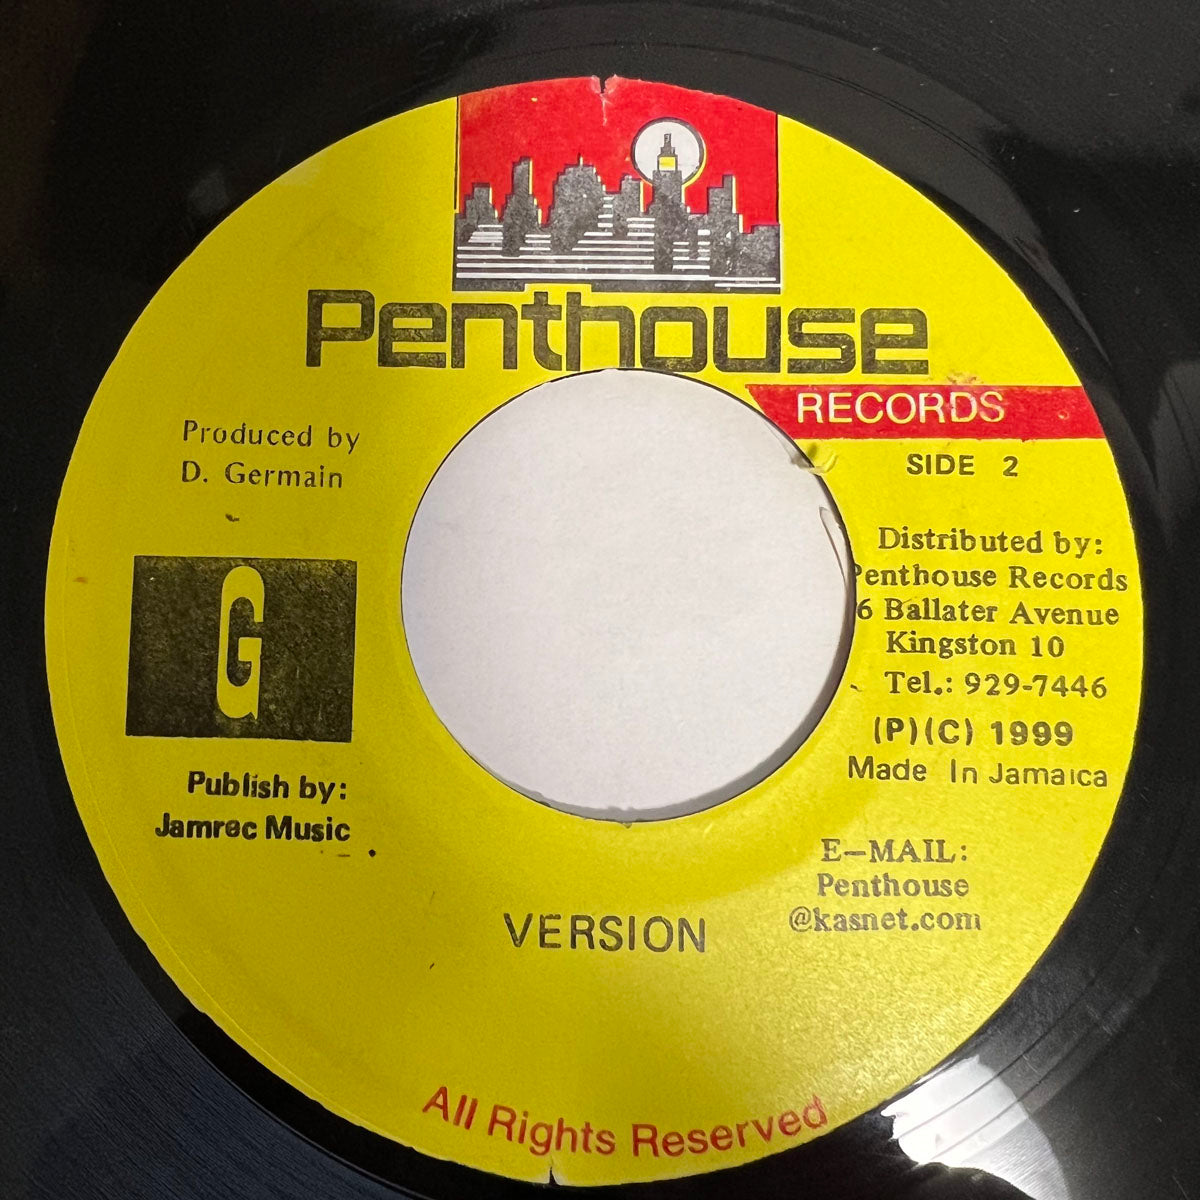 Penthouse
RECORDS
SIDE 2
Produced by
D. Germain
G
Publish by:
Jamrec Music
Distributed by:
Penthouse Records
6 Ballater Avenue
Kingston 10
Tel.: 929-7446
(P)(C) 1999
Made In Jamaica
E-MAIL:
Penthouse
@kasnet.com
VERSION
All Rights Reserved